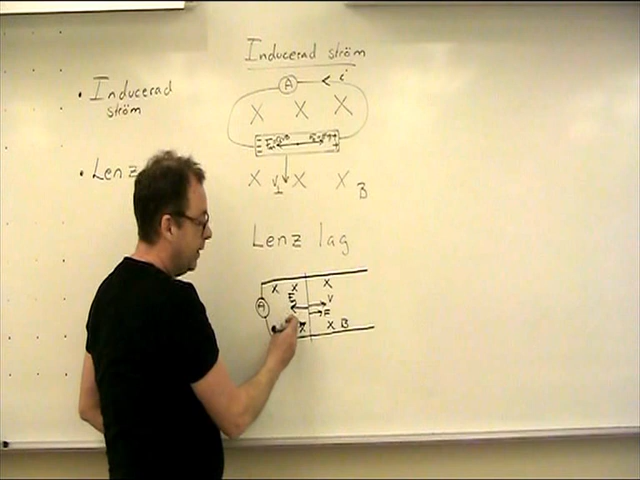 Inducerad ström
• Inducerad
ström
A
i
X X X
X X X
v
B
• Lenz
Lenz lag
X X X
A
V
F
X X B